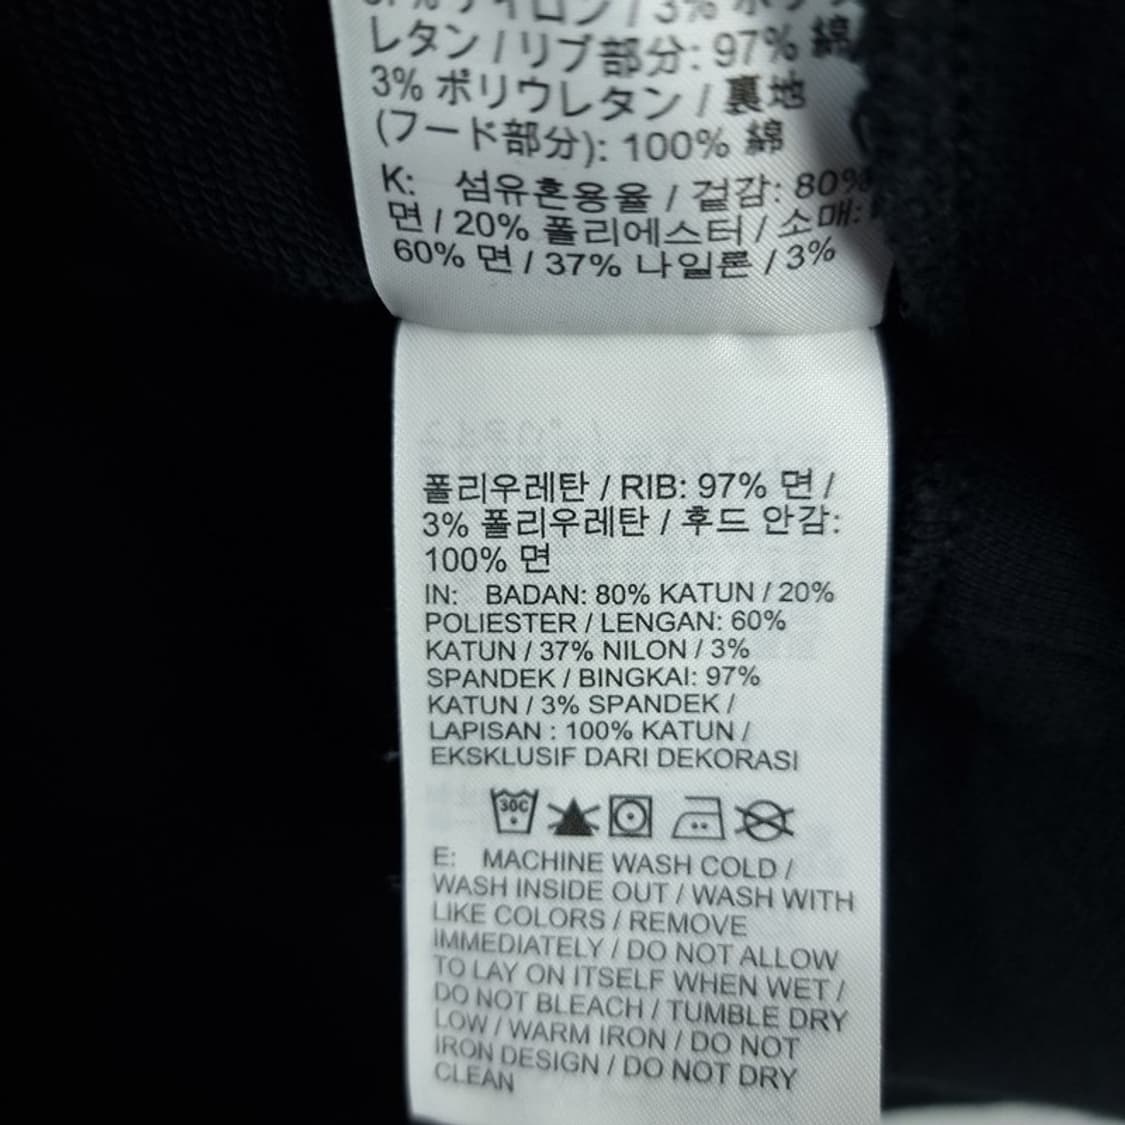 レタン / リブ部分: 97% 綿
3% ポリウレタン / 裏地
(フード部分): 100% 綿
K: 섬유혼용율 / 겉감: 80%
면 / 20% 폴리에스터 / 소매:
60% 면 / 37% 나일론 / 3%
폴리우레탄 / RIB: 97% 면 /
3% 폴리우레탄 / 후드 안감:
100% 면
IN: BADAN: 80% KATUN / 20%
POLIESTER / LENGAN: 60%
KATUN / 37% NILON / 3%
SPANDEK / BINGKAI: 97%
KATUN / 3% SPANDEK /
LAPISAN : 100% KATUN /
EKSKLUSIF DARI DEKORASI
30C
E: MACHINE WASH COLD /
WASH INSIDE OUT / WASH WITH
LIKE COLORS / REMOVE
IMMEDIATELY / DO NOT ALLOW
TO LAY ON ITSELF WHEN WET /
DO NOT BLEACH / TUMBLE DRY
LOW / WARM IRON / DO NOT
IRON DESIGN / DO NOT DRY
CLEAN